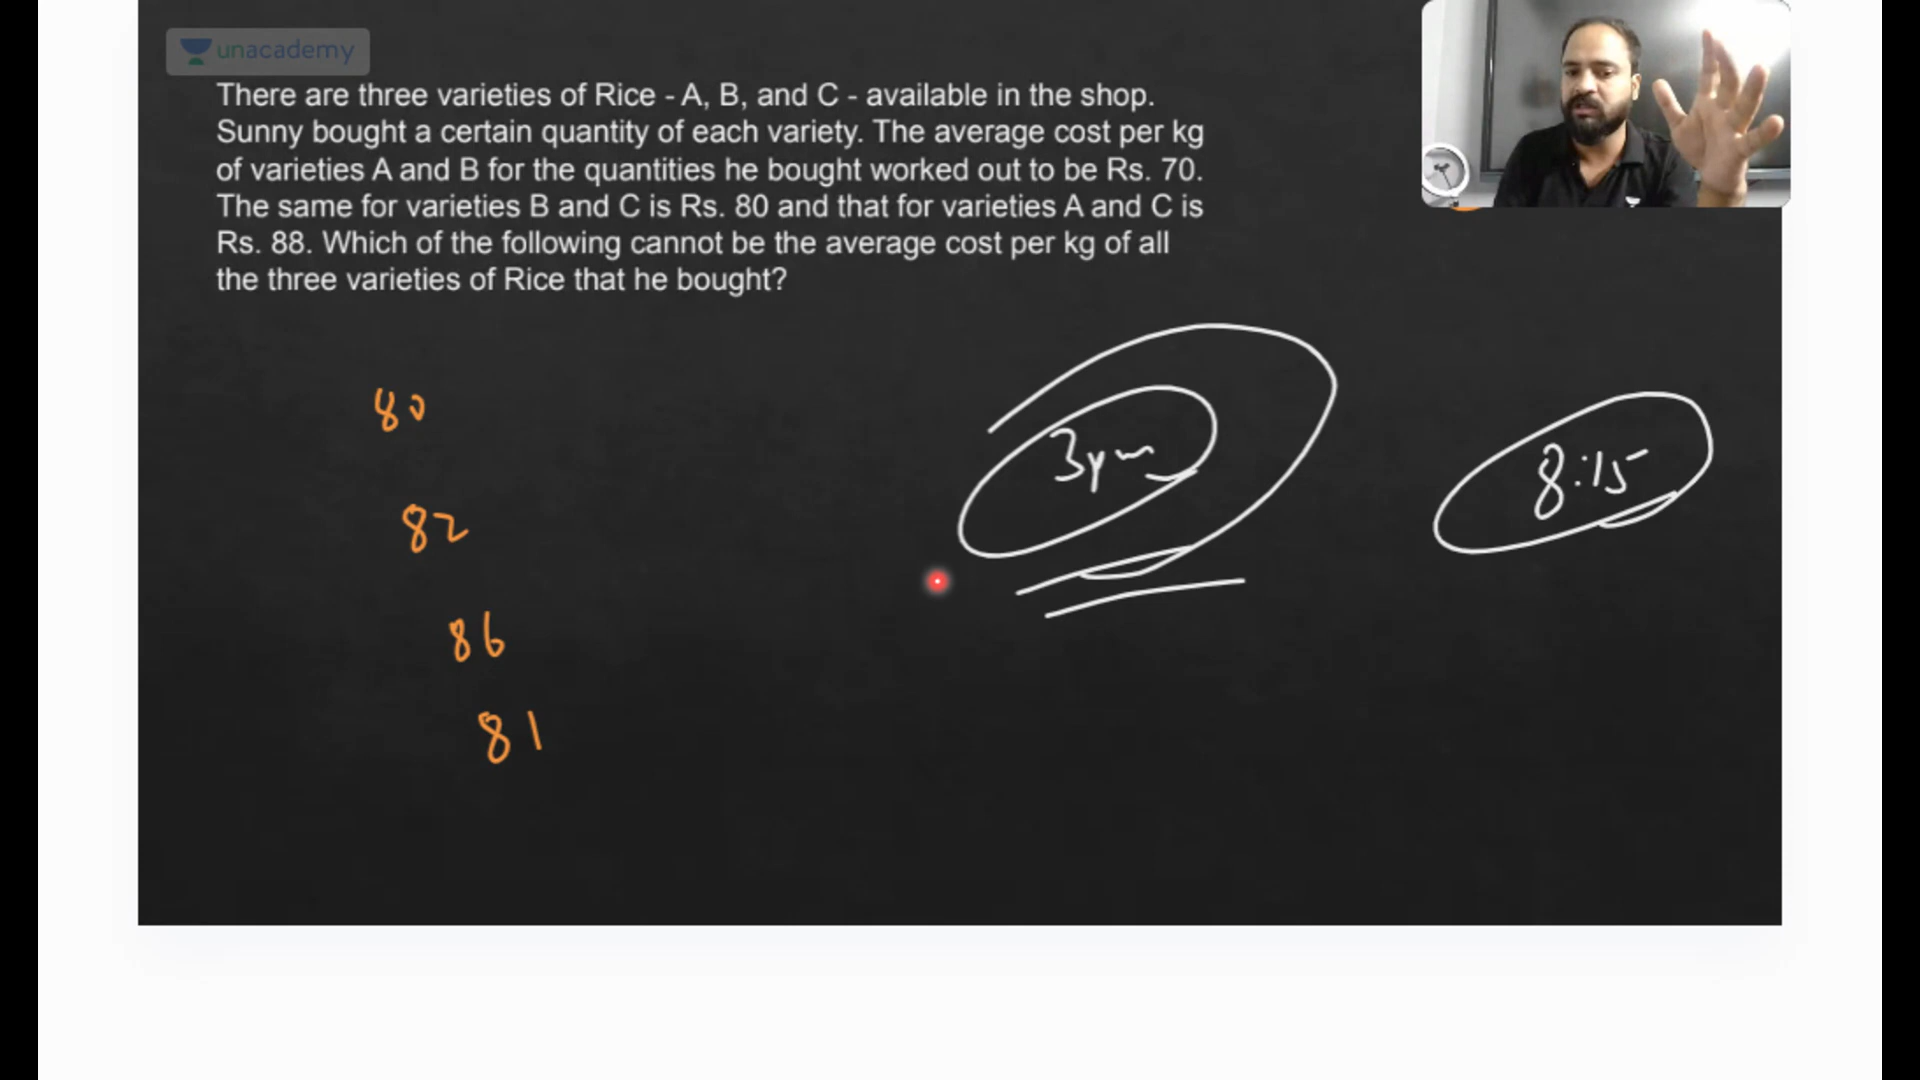 unacademy
There are three varieties of Rice - A, B, and C - available in the shop.
Sunny bought a certain quantity of each variety. The average cost per kg
of varieties A and B for the quantities he bought worked out to be Rs. 70.
The same for varieties B and C is Rs. 80 and that for varieties A and C is
Rs. 88. Which of the following cannot be the average cost per kg of all
the three varieties of Rice that he bought?
80
3pm
8:15
82
86
81